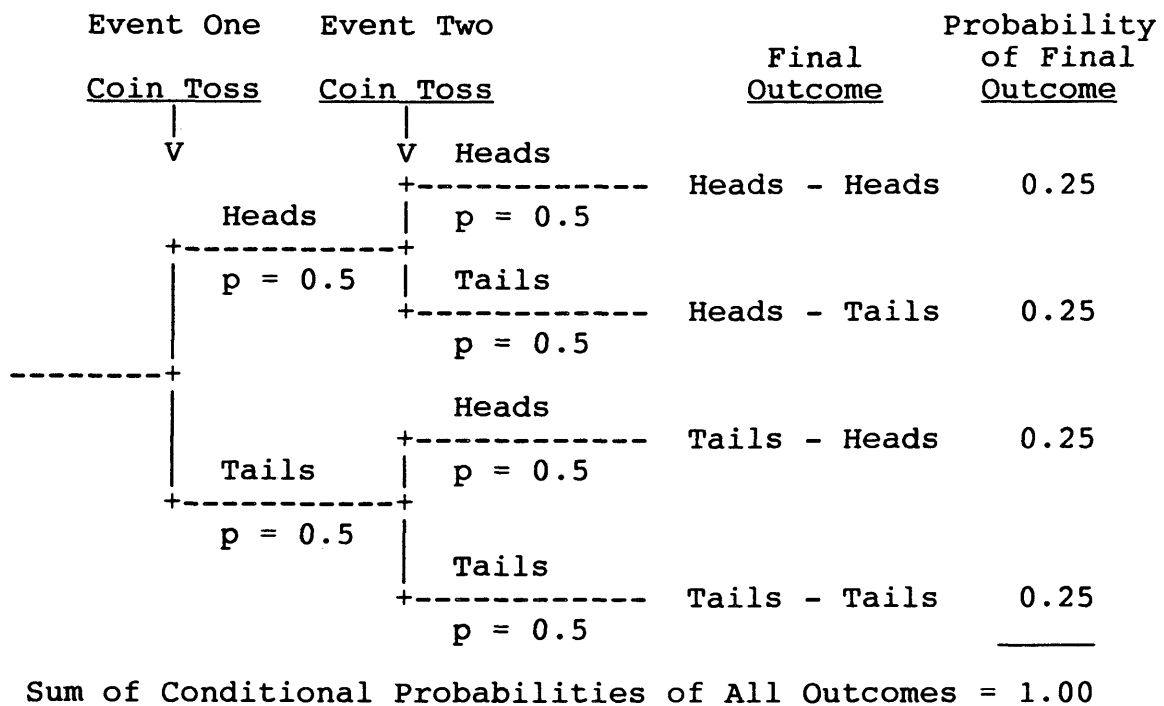 Event One Event Two Probability
Final of Final
Coin Toss Coin Toss Outcome Outcome
V V Heads
Heads - Heads 0.25
Heads p = 0.5
p = 0.5 Tails
Heads - Tails 0.25
p = 0.5
Heads
Tails - Heads 0.25
Tails p = 0.5
p = 0.5
Tails
Tails - Tails 0.25
p = 0.5
Sum of Conditional Probabilities of All Outcomes = 1.00